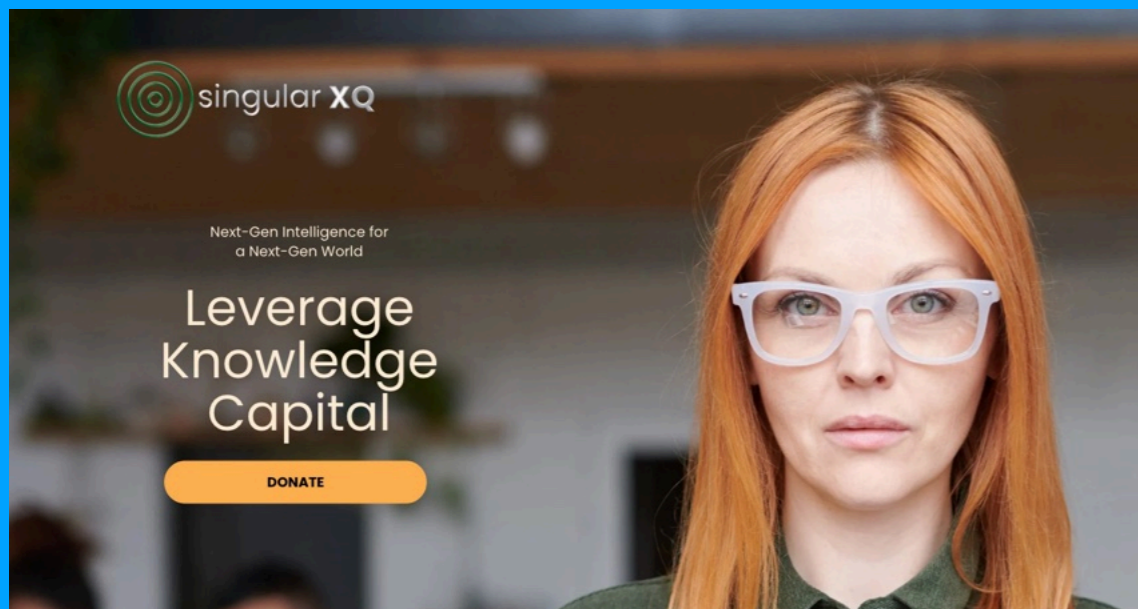 singular XQ
Next-Gen Intelligence for
a Next-Gen World
Leverage
Knowledge
Capital
DONATE